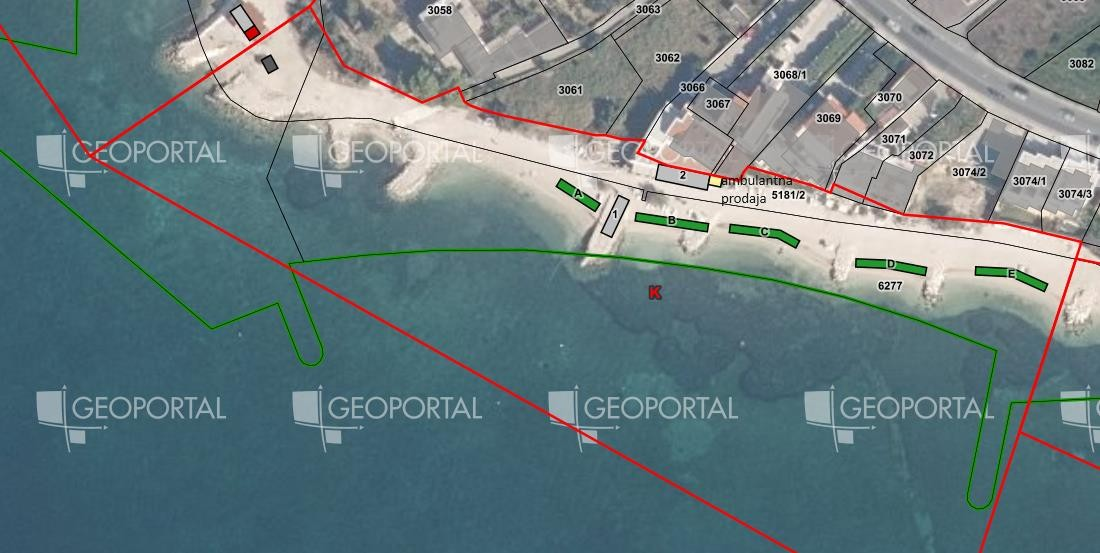 3058
3063
3062
3061
3066
3067
3068/1
3069
3070
3071
3072
3082
3074/2
3074/1
3074/3
GEOPORTAL GEOPORTAL GEOPORTAL GEOPORTAL
2
ambulantna
prodaja
5181/2
A
1
B
C
D
E
6277
K
GEOPORTAL GEOPORTAL GEOPORTAL GEOPORTAL